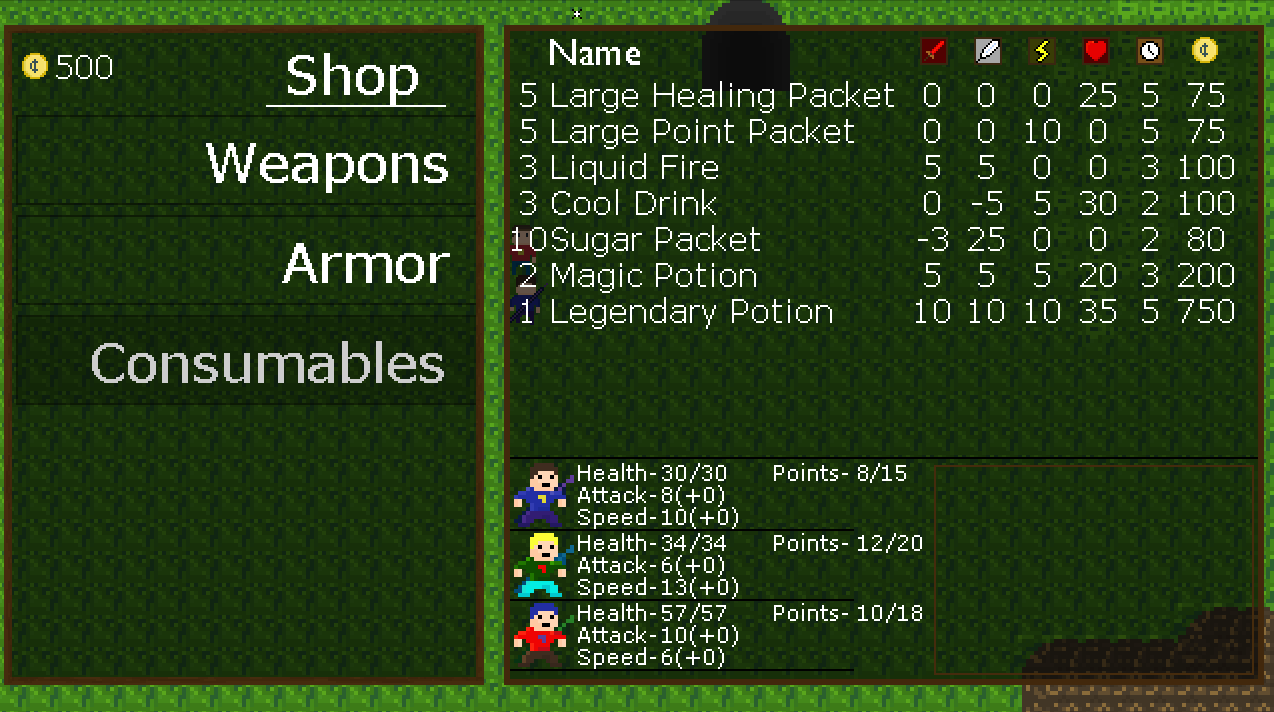 500
Shop
Weapons
Armor
Consumables
Name
5 Large Healing Packet 0 0 0 25 5 75
5 Large Point Packet 0 0 10 0 5 75
3 Liquid Fire 5 5 0 0 3 100
3 Cool Drink 0 -5 5 30 2 100
10 Sugar Packet -3 25 0 0 2 80
2 Magic Potion 5 5 5 20 3 200
1 Legendary Potion 10 10 10 35 5 750
Health-30/30 Points- 8/15
Attack-8(+0)
Speed-10(+0)
Health-34/34 Points- 12/20
Attack-6(+0)
Speed-13(+0)
Health-57/57 Points- 10/18
Attack-10(+0)
Speed-6(+0)